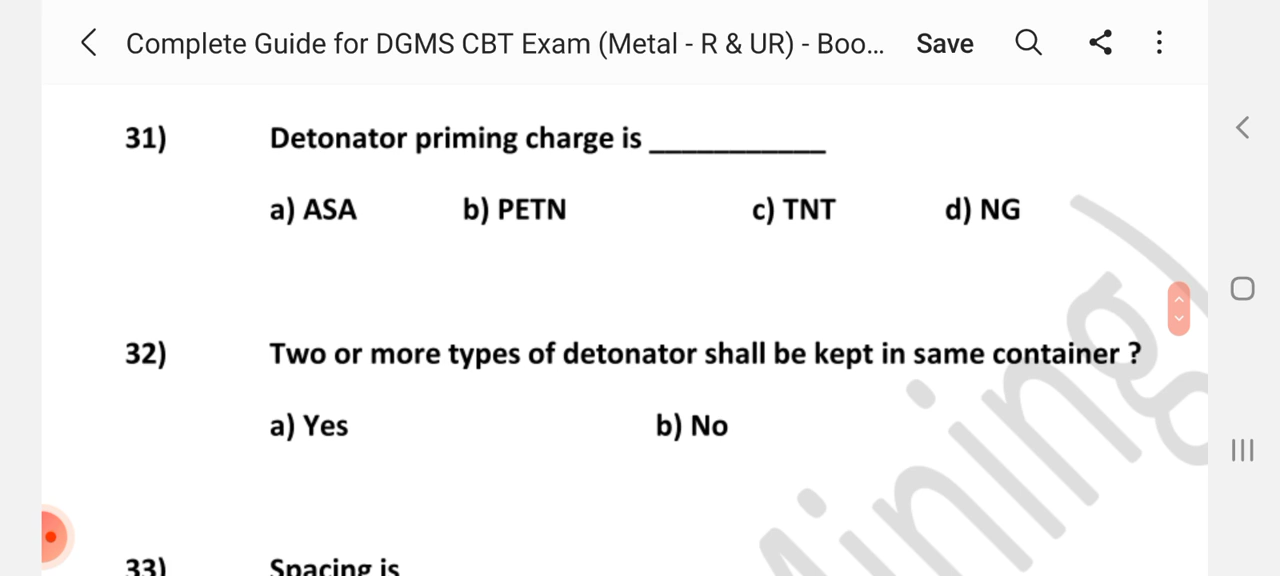 Complete Guide for DGMS CBT Exam (Metal - R & UR) - Boo... Save
31) Detonator priming charge is ___________
a) ASA b) PETN c) TNT d) NG
32) Two or more types of detonator shall be kept in same container ?
a) Yes b) No
33) Spacing is
Mining)